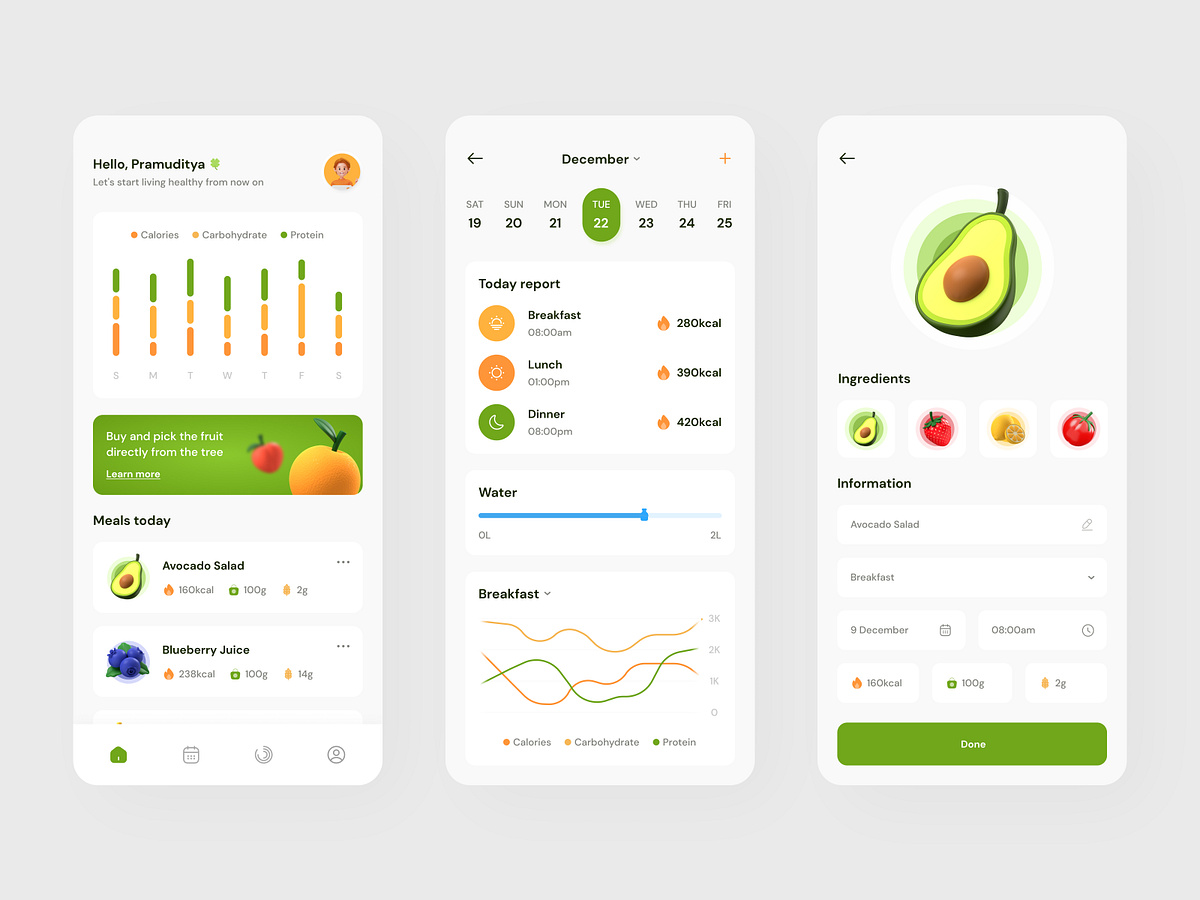 Hello, Pramuditya
Let's start living healthy from now on
Calories Carbohydrate Protein
S M T W T F S
Buy and pick the fruit
directly from the tree
Learn more
Meals today
Avocado Salad
160kcal 100g 2g
Blueberry Juice
238kcal 100g 14g
December
SAT SUN MON TUE WED THU FRI
19 20 21 22 23 24 25
Today report
Breakfast
08:00am
280kcal
Lunch
01:00pm
390kcal
Dinner
08:00pm
420kcal
Water
0L 2L
Breakfast
3K
2K
1K
0
Calories Carbohydrate Protein
Ingredients
Information
Avocado Salad
Breakfast
9 December 08:00am
160kcal 100g 2g
Done